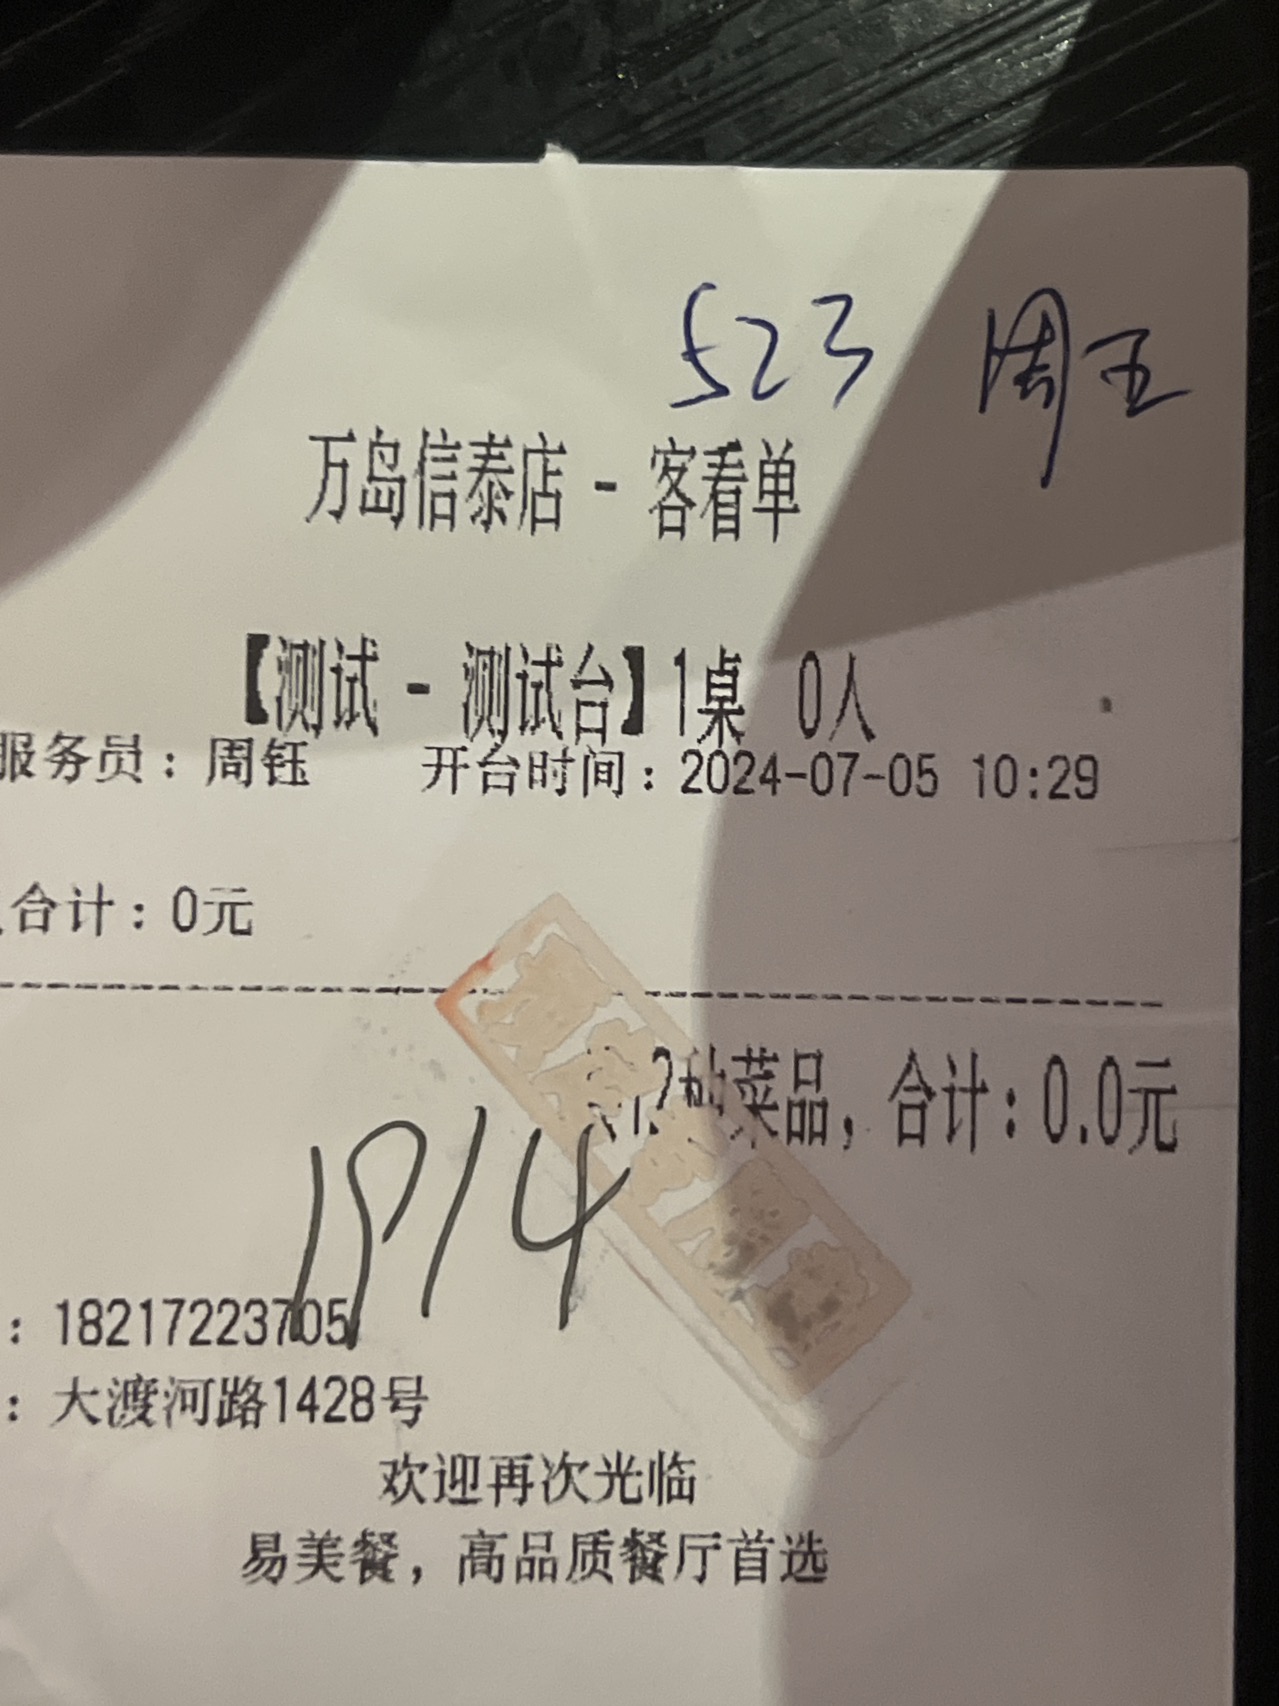 523 周五
万岛信泰店 - 客看单
【测试 - 测试台】1桌 0人
服务员：周钰 开台时间：2024-07-05 10:29
合计：0元
2种菜品，合计：0.0元
1914
：18217223705
：大渡河路1428号
欢迎再次光临
易美餐，高品质餐厅首选